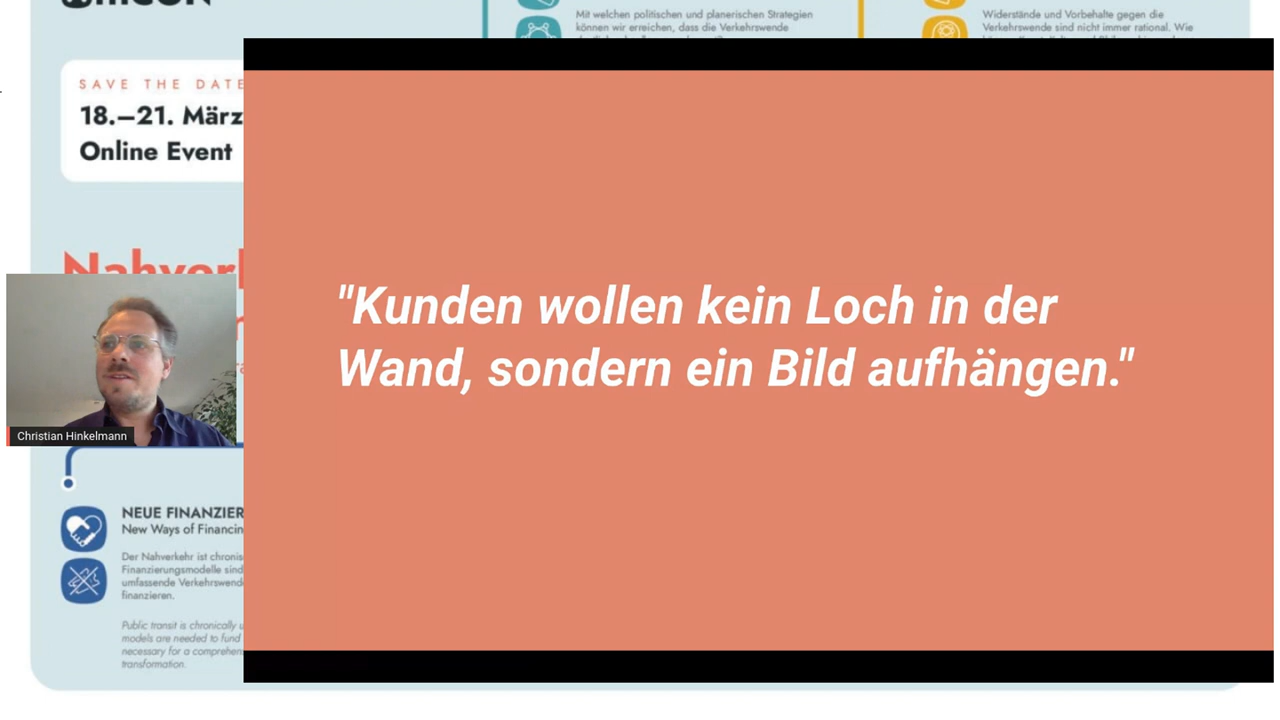 Mit welchen politischen und planerischen Strategien
können wir erreichen, dass die Verkehrswende
Widerstände und Vorbehalte gegen die
Verkehrswende sind nicht immer rational. Wie
SAVE THE DATE
18.–21. März
Online Event
"Kunden wollen kein Loch in der
Wand, sondern ein Bild aufhängen."
Christian Hinkelmann
NEUE FINANZIER
New Ways of Financin
Der Nahverkehr ist chronis
Finanzierungsmodelle sind
umfassende Verkehrswend
finanzieren.
Public transit is chronically u
models are needed to fund
necessary for a comprehen
transformation.